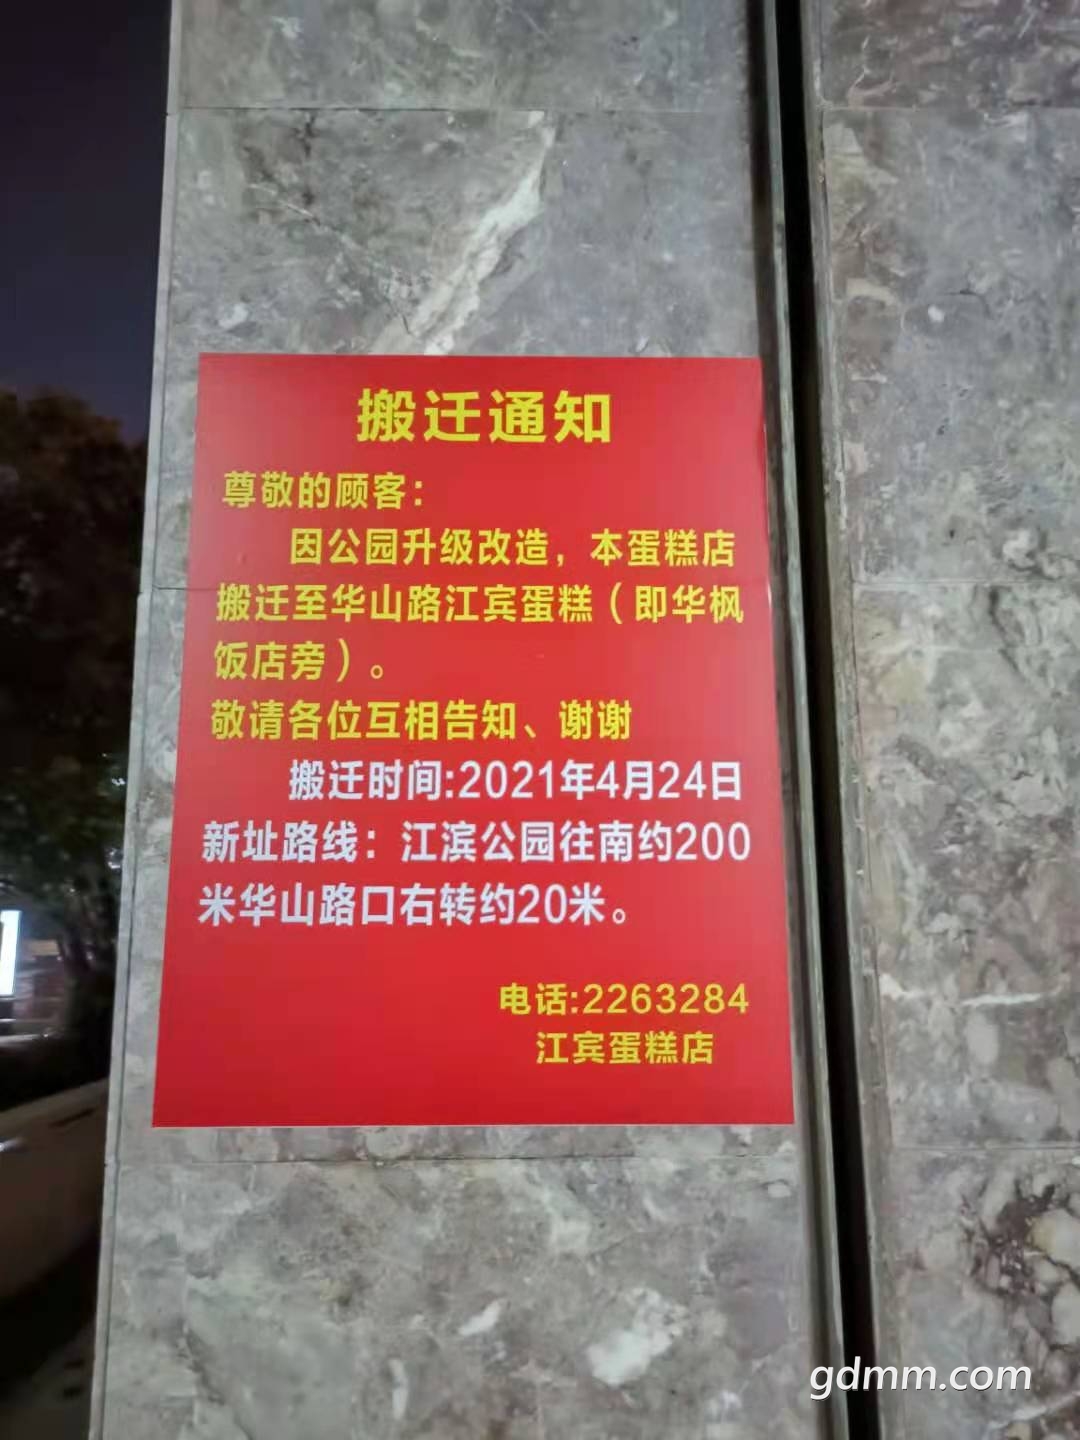 搬迁通知
尊敬的顾客：
因公园升级改造，本蛋糕店
搬迁至华山路江宾蛋糕（即华枫
饭店旁）。
敬请各位互相告知、谢谢
搬迁时间:2021年4月24日
新址路线：江滨公园往南约200
米华山路口右转约20米。
电话:2263284
江宾蛋糕店
gdmm.com